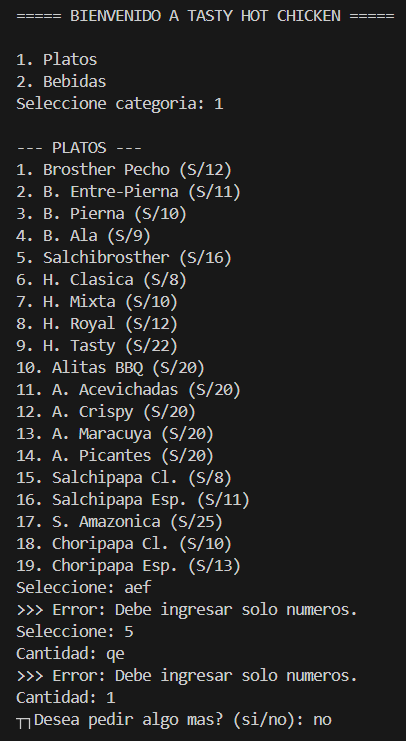 ===== BIENVENIDO A TASTY HOT CHICKEN =====
1. Platos
2. Bebidas
Seleccione categoria: 1
--- PLATOS ---
1. Brosther Pecho (S/12)
2. B. Entre-Pierna (S/11)
3. B. Pierna (S/10)
4. B. Ala (S/9)
5. Salchibrosther (S/16)
6. H. Clasica (S/8)
7. H. Mixta (S/10)
8. H. Royal (S/12)
9. H. Tasty (S/22)
10. Alitas BBQ (S/20)
11. A. Acevichadas (S/20)
12. A. Crispy (S/20)
13. A. Maracuya (S/20)
14. A. Picantes (S/20)
15. Salchipapa Cl. (S/8)
16. Salchipapa Esp. (S/11)
17. S. Amazonica (S/25)
18. Choripapa Cl. (S/10)
19. Choripapa Esp. (S/13)
Seleccione: aef
>>> Error: Debe ingresar solo numeros.
Seleccione: 5
Cantidad: qe
>>> Error: Debe ingresar solo numeros.
Cantidad: 1
┬┐Desea pedir algo mas? (si/no): no